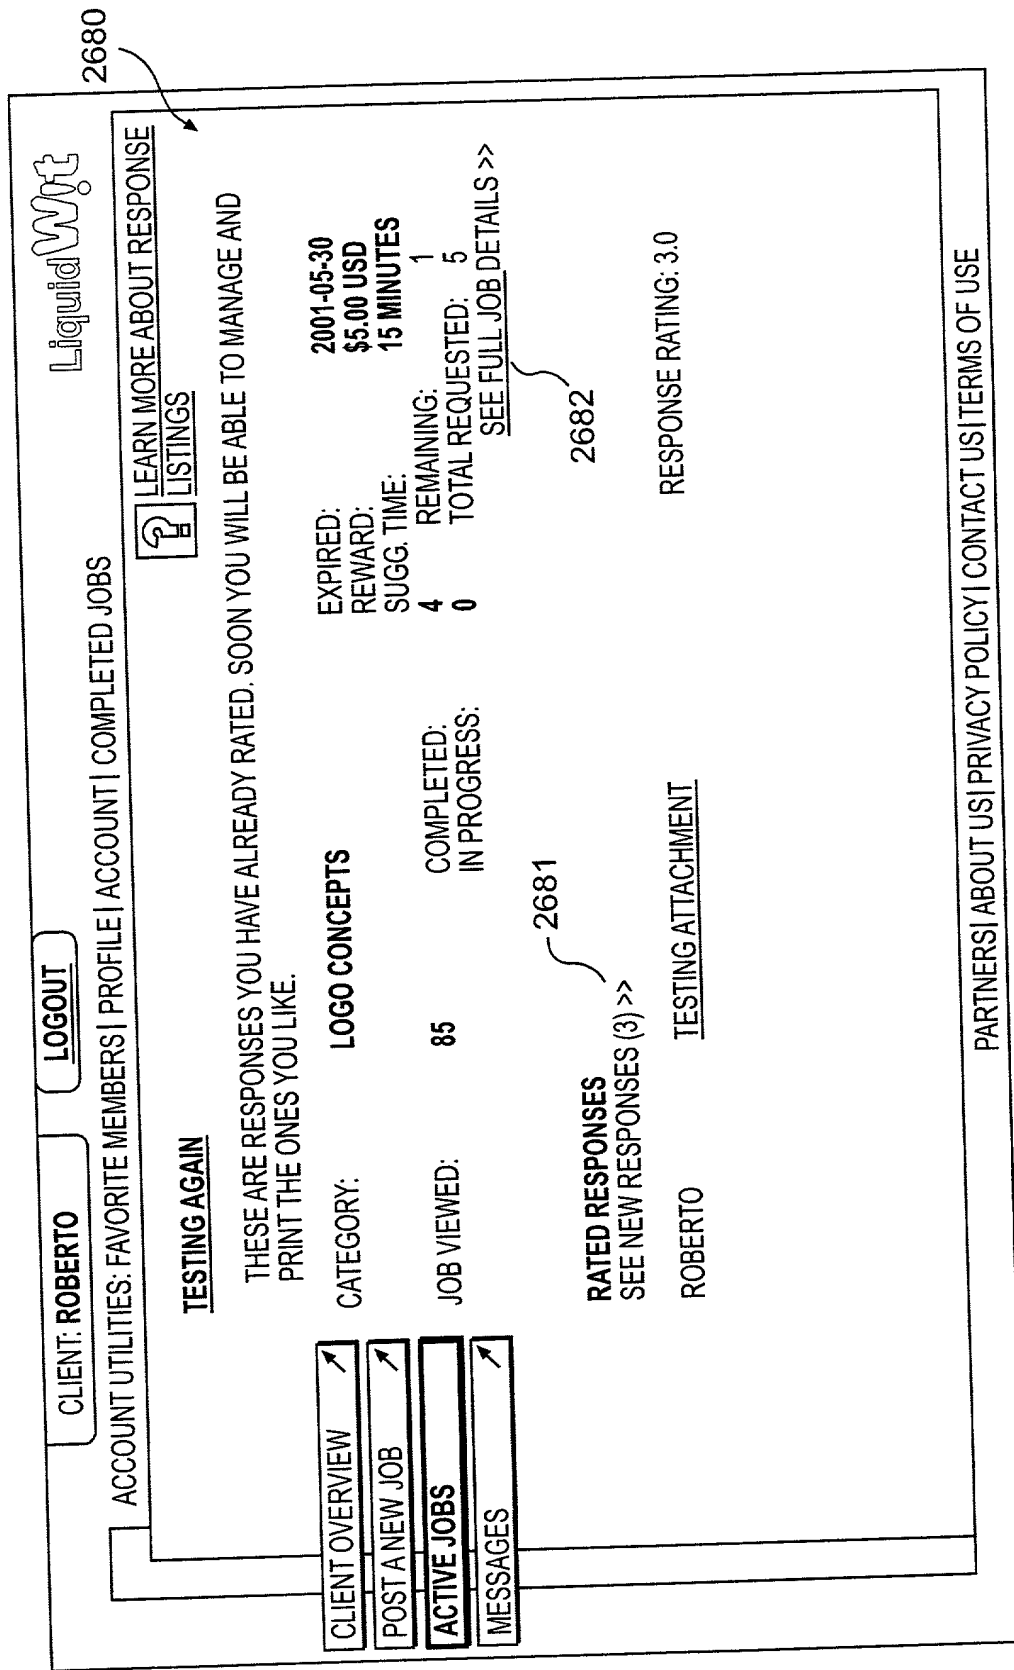 2680
CLIENT: ROBERTO
LOGOUT
LiquidWit
ACCOUNT UTILITIES: FAVORITE MEMBERS| PROFILE| ACCOUNT| COMPLETED JOBS
? LEARN MORE ABOUT RESPONSE
LISTINGS
TESTING AGAIN
THESE ARE RESPONSES YOU HAVE ALREADY RATED. SOON YOU WILL BE ABLE TO MANAGE AND
PRINT THE ONES YOU LIKE.
CLIENT OVERVIEW
POST A NEW JOB
ACTIVE JOBS
MESSAGES
CATEGORY: LOGO CONCEPTS EXPIRED: 2001-05-30
REWARD: $5.00 USD
SUGG. TIME: 15 MINUTES
JOB VIEWED: 85 COMPLETED: 4 REMAINING: 1
IN PROGRESS: 0 TOTAL REQUESTED: 5
SEE FULL JOB DETAILS >>
2682
2681
RATED RESPONSES
SEE NEW RESPONSES (3) >>
ROBERTO TESTING ATTACHMENT RESPONSE RATING: 3.0
PARTNERS| ABOUT US| PRIVACY POLICY| CONTACT US| TERMS OF USE